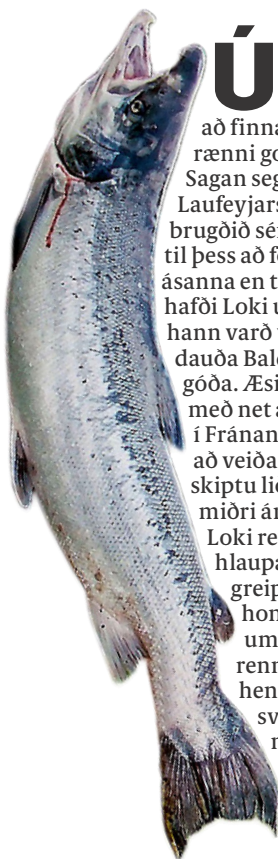 Ú
að finna
rænni go
Sagan seg
Laufeyjars
brugðið sé
til þess að f
ásanna en t
hafði Loki u
hann varð
dauða Bald
góða. Æsi
með net a
í Fránan
að veiða
skiptu lið
miðri ár
Loki re
hlaupa
greip
hon
um
renn
hen
sv